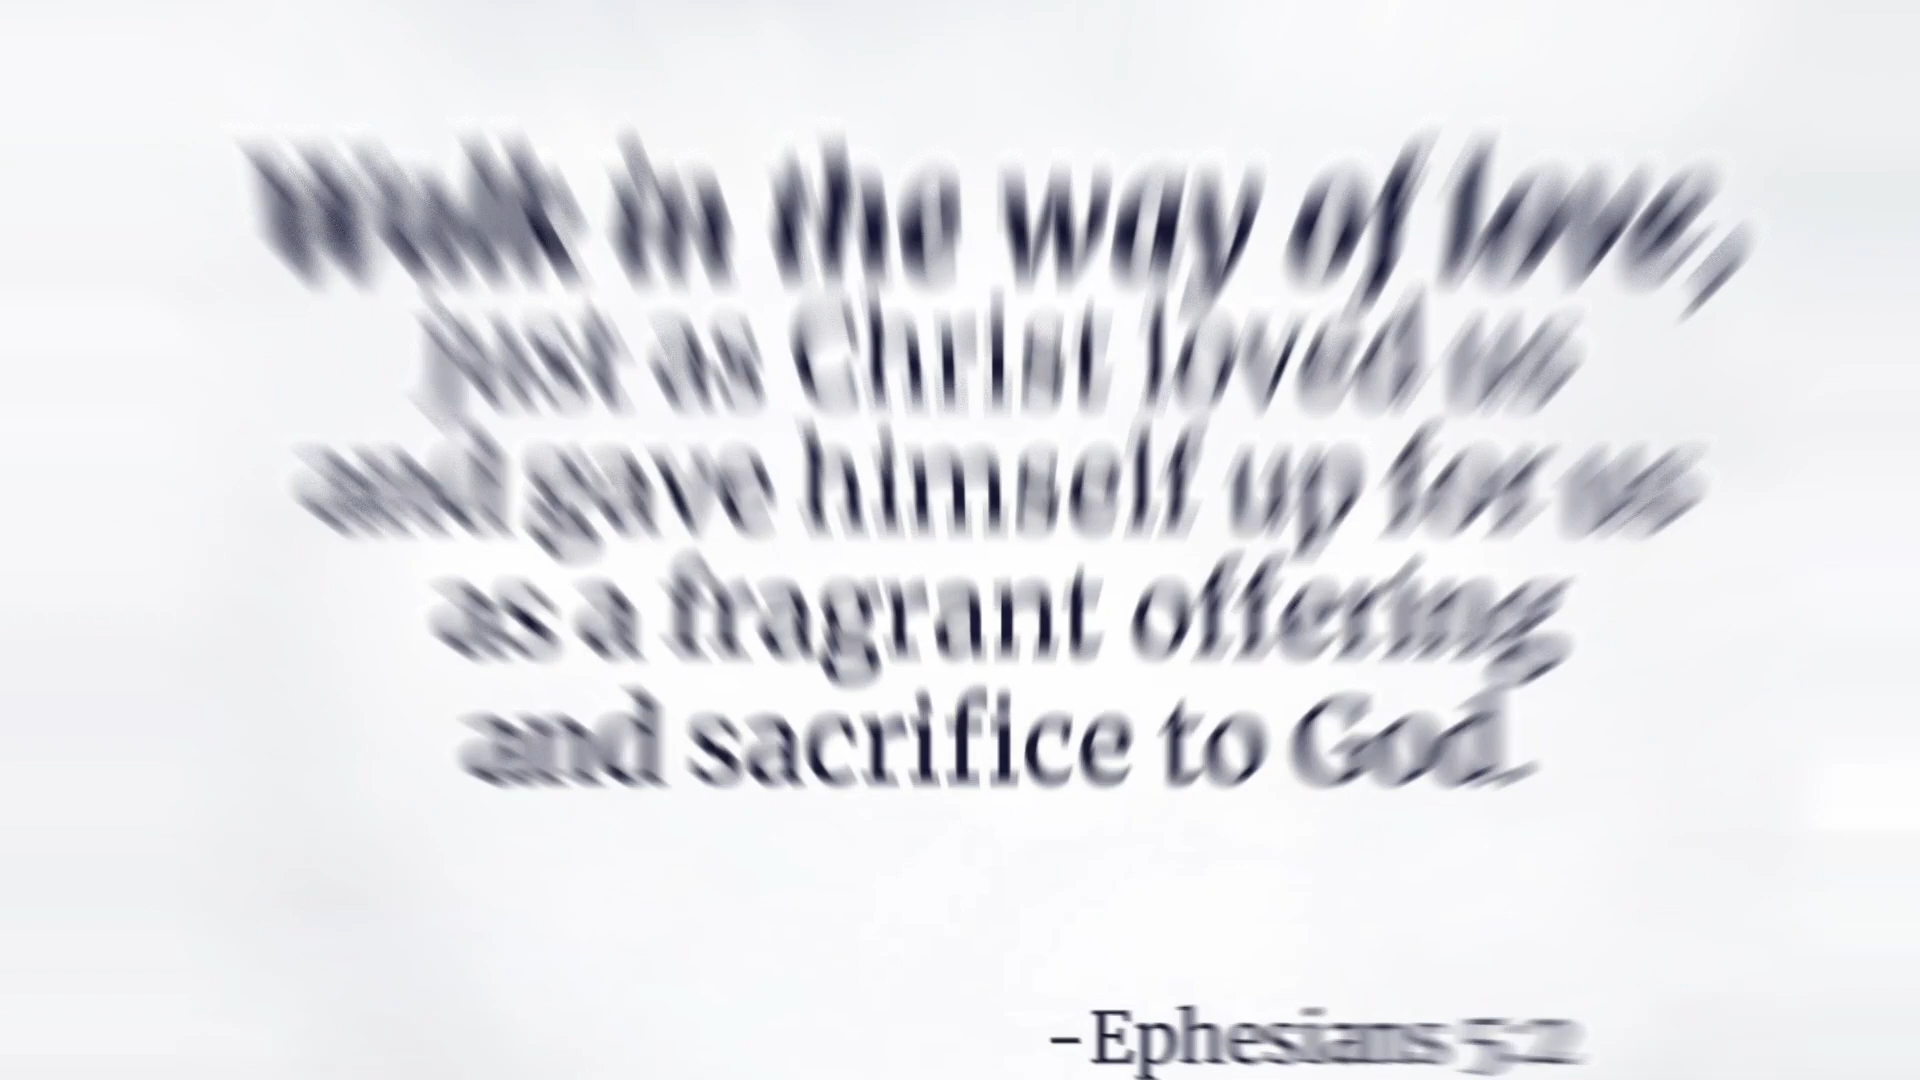 Walk in the way of love,
just as Christ loved us
and gave himself up for us
as a fragrant offering
and sacrifice to God.
–Ephesians 5:2